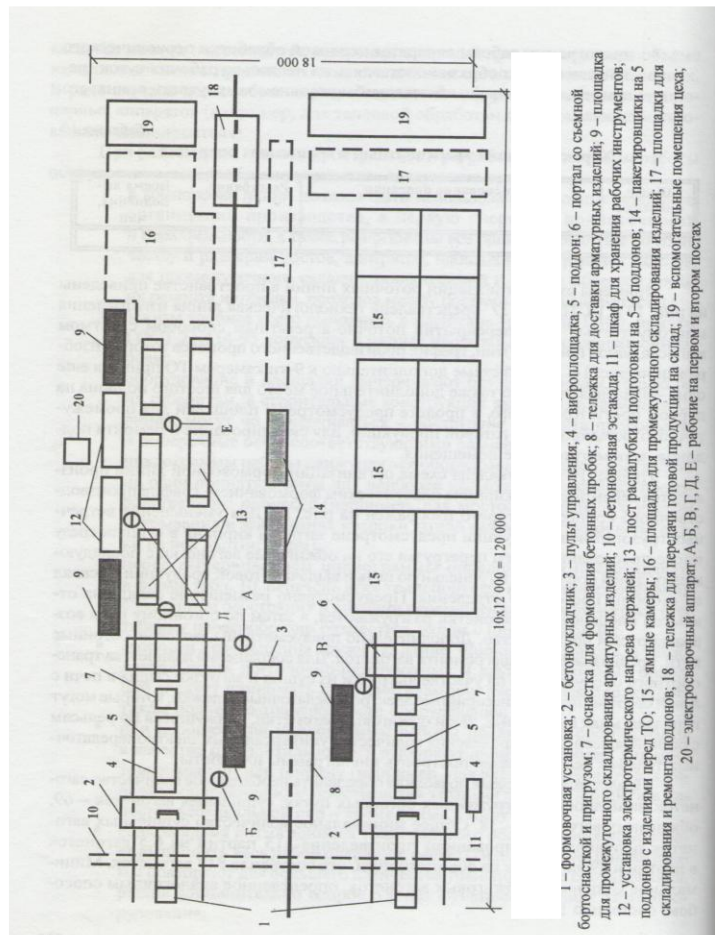 18 000
10x12 000 = 120 000
10
2
4
5
7
9
12
20
9
16
19
18
Л
Е
17
Б
А
3
13
14
9
8
В
9
6
15
15
15
17
19
1
2
11
4
5
7
1 – формовочная установка; 2 – бетоноукладчик; 3 – пульт управления; 4 – виброплощадка; 5 – поддон; 6 – портал со съемной
бортоснасткой и пригрузом; 7 – оснастка для формования бетонных пробок; 8 – тележка для доставки арматурных изделий; 9 – площадка
для промежуточного складирования арматурных изделий; 10 – бетоновозная эстакада; 11 – шкаф для хранения рабочих инструментов;
12 – установка электротермического нагрева стержней; 13 – пост распалубки и подготовки на 5–6 поддонов; 14 – пакетировщики на 5
поддонов с изделиями перед ТО; 15 – ямные камеры; 16 – площадка для промежуточного складирования изделий; 17 – площадки для
складирования и ремонта поддонов; 18 – тележка для передачи готовой продукции на склад; 19 – вспомогательные помещения цеха;
20 – электросварочный аппарат; А, Б, В, Г, Д, Е – рабочие на первом и втором постах